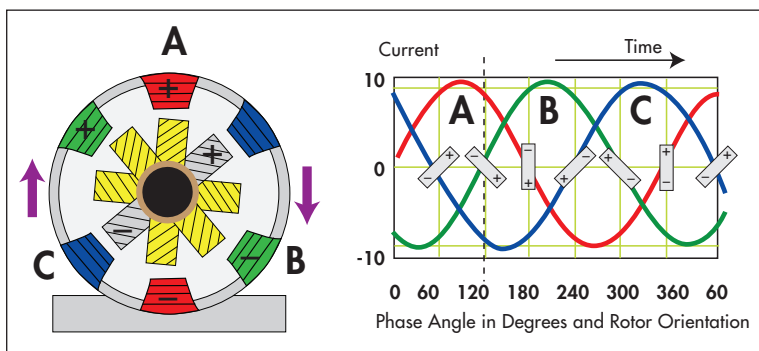 A
+
+
+
−
C
−
−
B
Current
Time
10
0
-10
A
B
C
− +
+ −
− +
− +
+ −
+ −
− +
0 60 120 180 240 300 360 60
Phase Angle in Degrees and Rotor Orientation